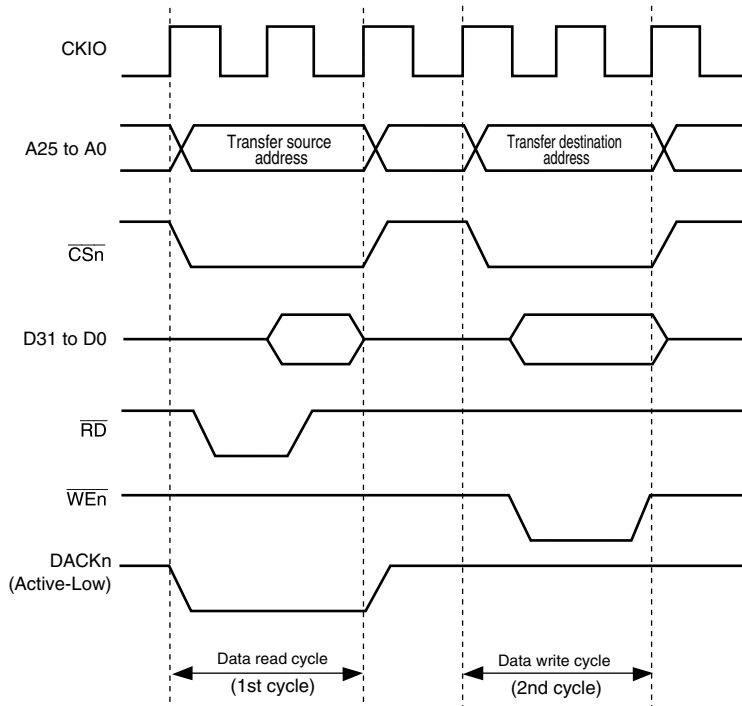 CKIO
A25 to A0
Transfer source
address
Transfer destination
address
CSn
D31 to D0
RD
WEn
DACKn
(Active-Low)
Data read cycle
(1st cycle)
Data write cycle
(2nd cycle)